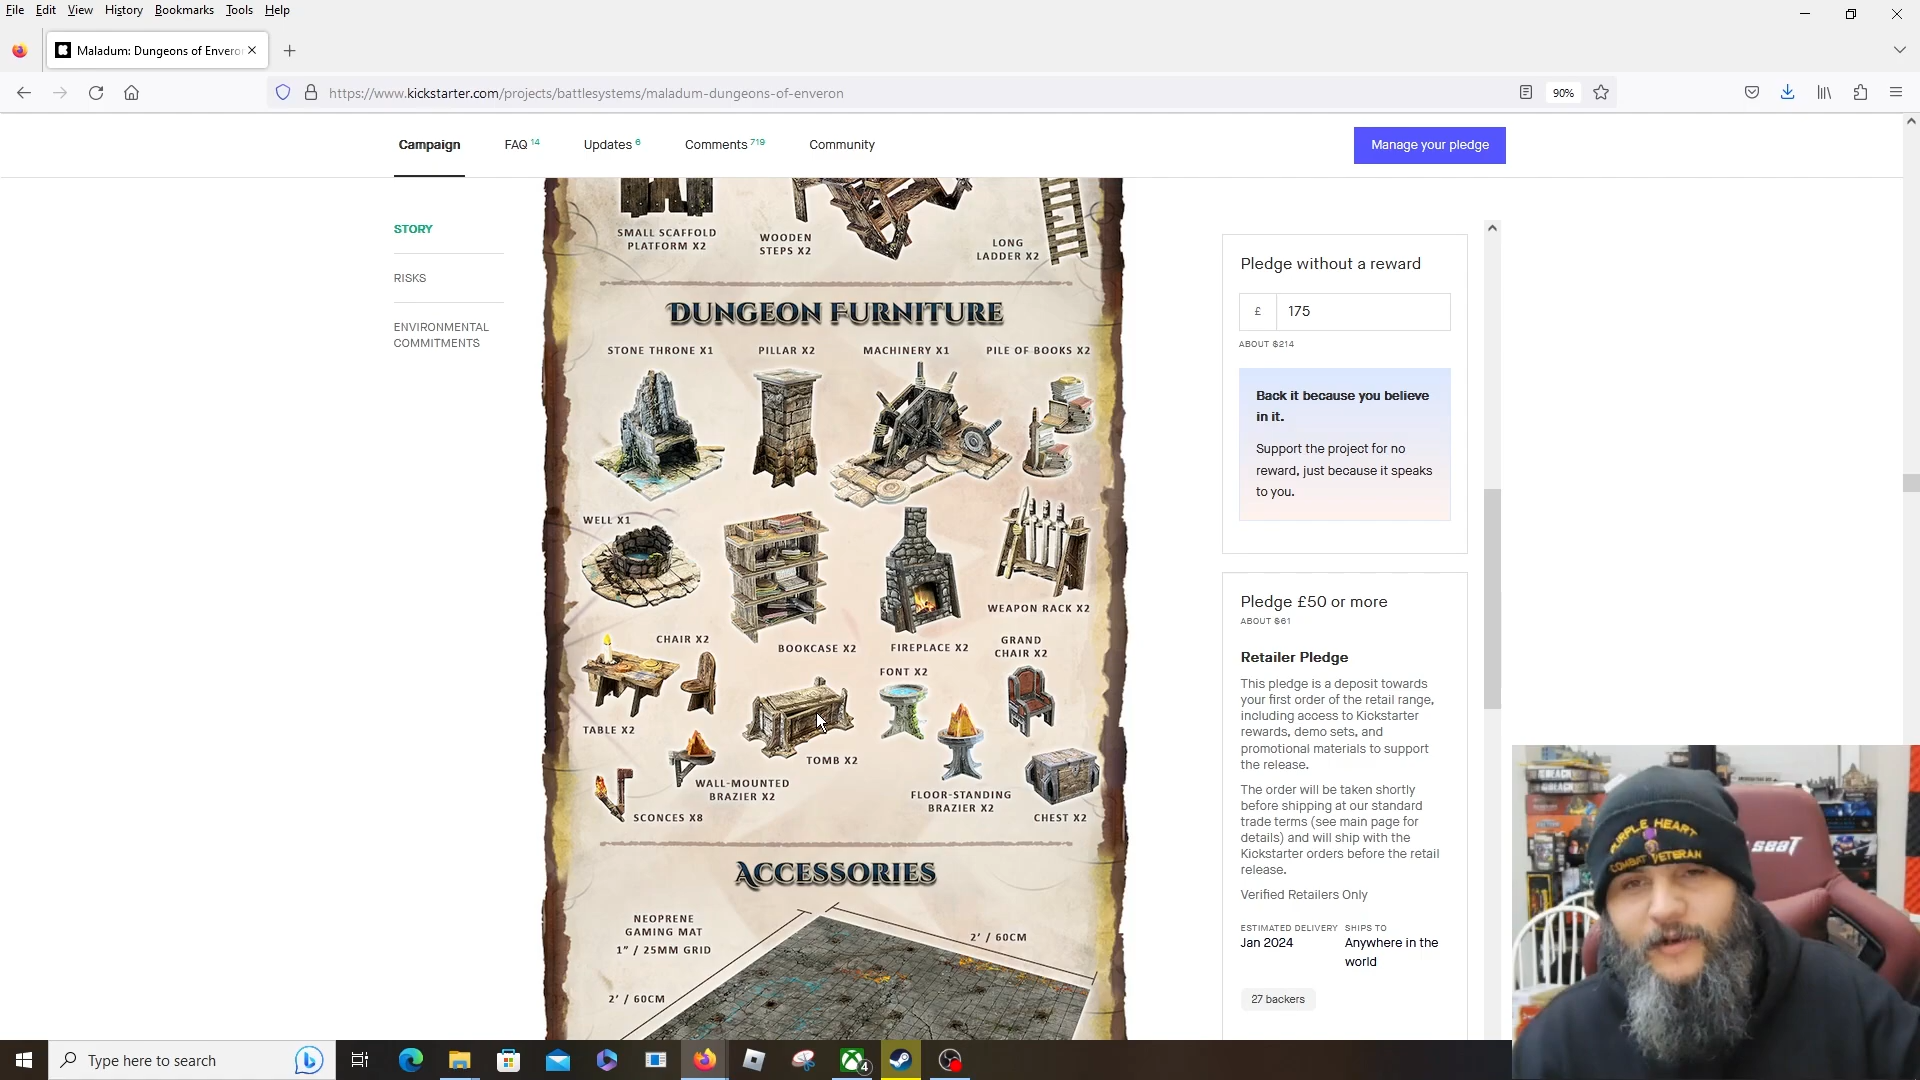 File Edit View History Bookmarks Tools Help
Maladum: Dungeons of Envero
https://www.kickstarter.com/projects/battlesystems/maladum-dungeons-of-enveron
90%
Campaign FAQ 14 Updates 6 Comments 719 Community
Manage your pledge
STORY
RISKS
ENVIRONMENTAL
COMMITMENTS
SMALL SCAFFOLD
PLATFORM X2
WOODEN
STEPS X2
LONG
LADDER X2
DUNGEON FURNITURE
STONE THRONE X1 PILLAR X2 MACHINERY X1 PILE OF BOOKS X2
WELL X1
WEAPON RACK X2
CHAIR X2
BOOKCASE X2
FIREPLACE X2
GRAND
CHAIR X2
FONT X2
TABLE X2
TOMB X2
WALL-MOUNTED
BRAZIER X2
FLOOR-STANDING
BRAZIER X2
SCONCES X8
CHEST X2
ACCESSORIES
NEOPRENE
GAMING MAT
1" / 25MM GRID
2' / 60CM
2' / 60CM
Pledge without a reward
£ 175
ABOUT $214
Back it because you believe
in it.
Support the project for no
reward, just because it speaks
to you.
Pledge £50 or more
ABOUT $61
Retailer Pledge
This pledge is a deposit towards
your first order of the retail range,
including access to Kickstarter
rewards, demo sets, and
promotional materials to support
the release.
The order will be taken shortly
before shipping at our standard
trade terms (see main page for
details) and will ship with the
Kickstarter orders before the retail
release.
Verified Retailers Only
ESTIMATED DELIVERY SHIPS TO
Jan 2024 Anywhere in the
world
27 backers
PURPLE HEART
COMBAT VETERAN
seat
Type here to search
4